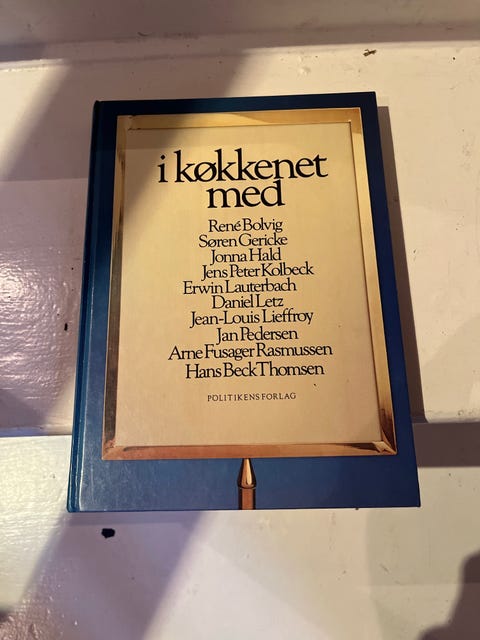 i køkkenet
med
René Bolvig
Søren Gericke
Jonna Hald
Jens Peter Kolbeck
Erwin Lauterbach
Daniel Letz
Jean-Louis Lieffroy
Jan Pedersen
Arne Fusager Rasmussen
Hans Beck Thomsen
POLITIKENS FORLAG